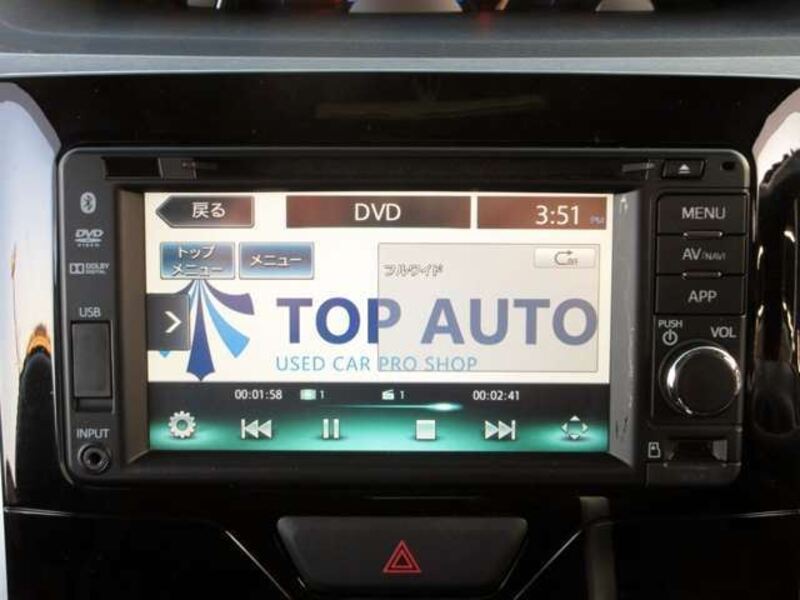 戻る
DVD
3:51 PM
MENU
DVD
VIDEO
AV/NAVI
DOLBY
DIGITAL
トップ
メニュー
メニュー
フルワイド
OFF
APP
USB
TOP AUTO
USED CAR PRO SHOP
PUSH
VOL
00:01:58
1
1
00:02:41
INPUT